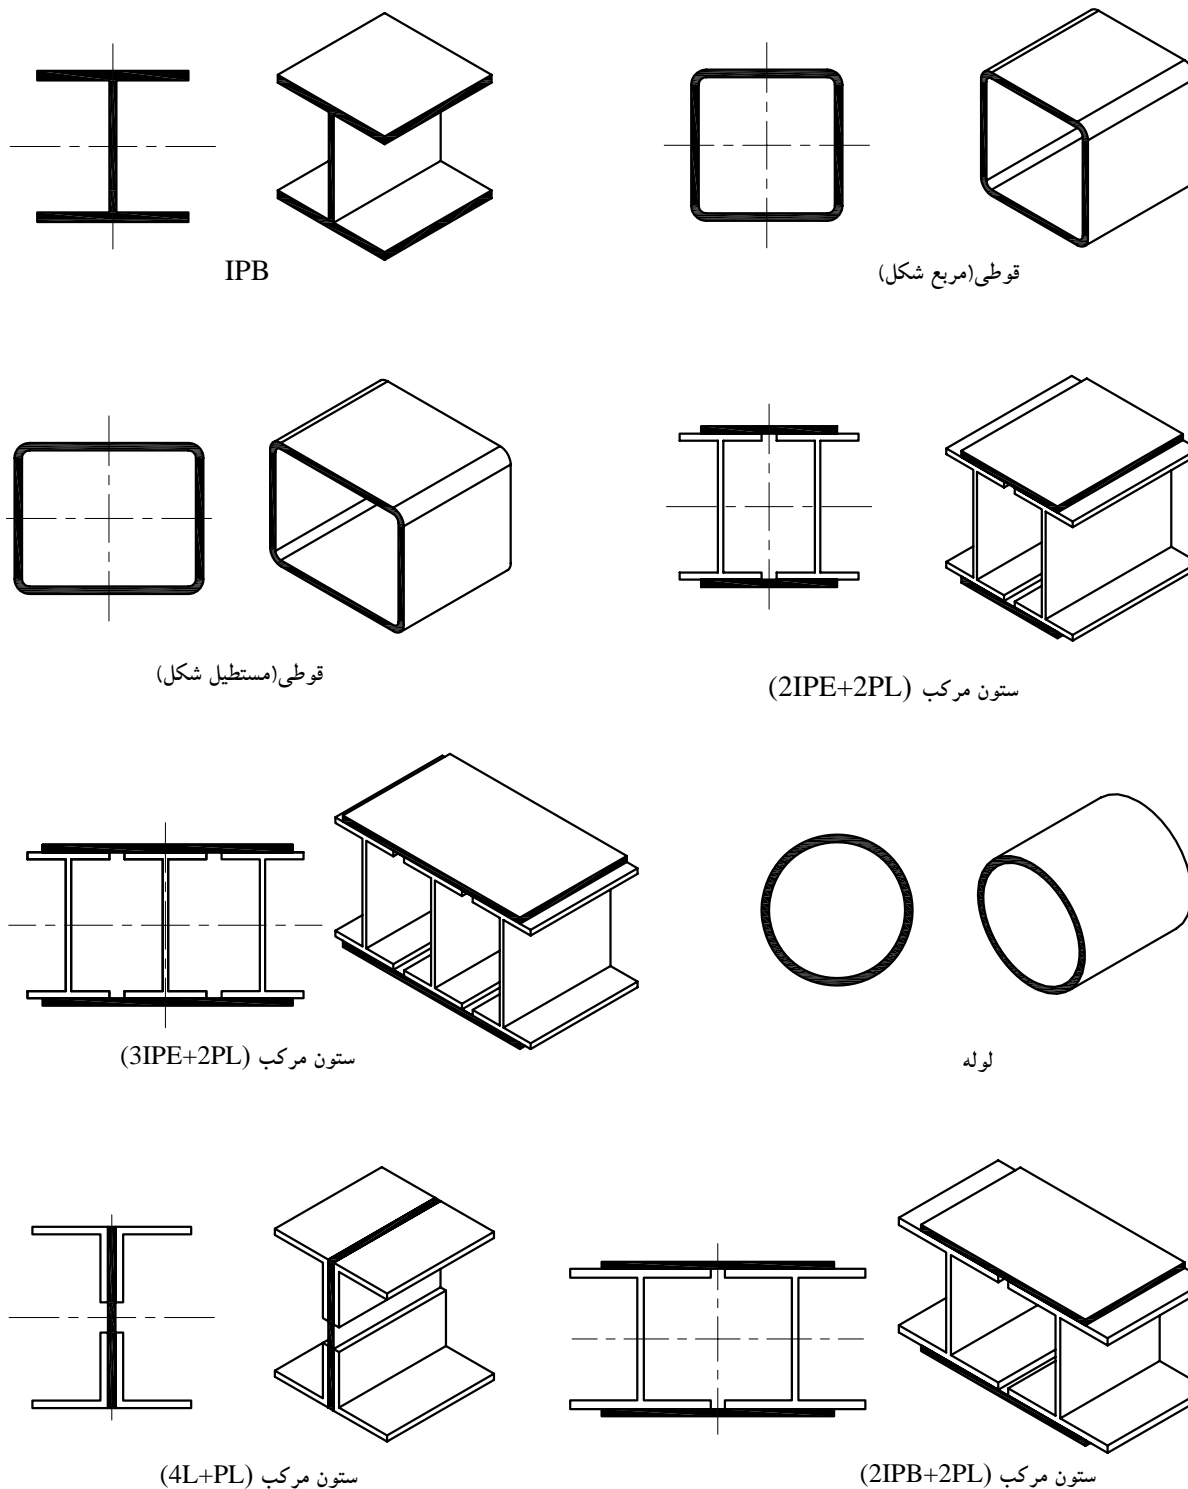 IPB
قوطی(مربع شکل)
قوطی(مستطیل شکل)
ستون مرکب (2IPE+2PL)
ستون مرکب (3IPE+2PL)
لوله
ستون مرکب (4L+PL)
ستون مرکب (2IPB+2PL)